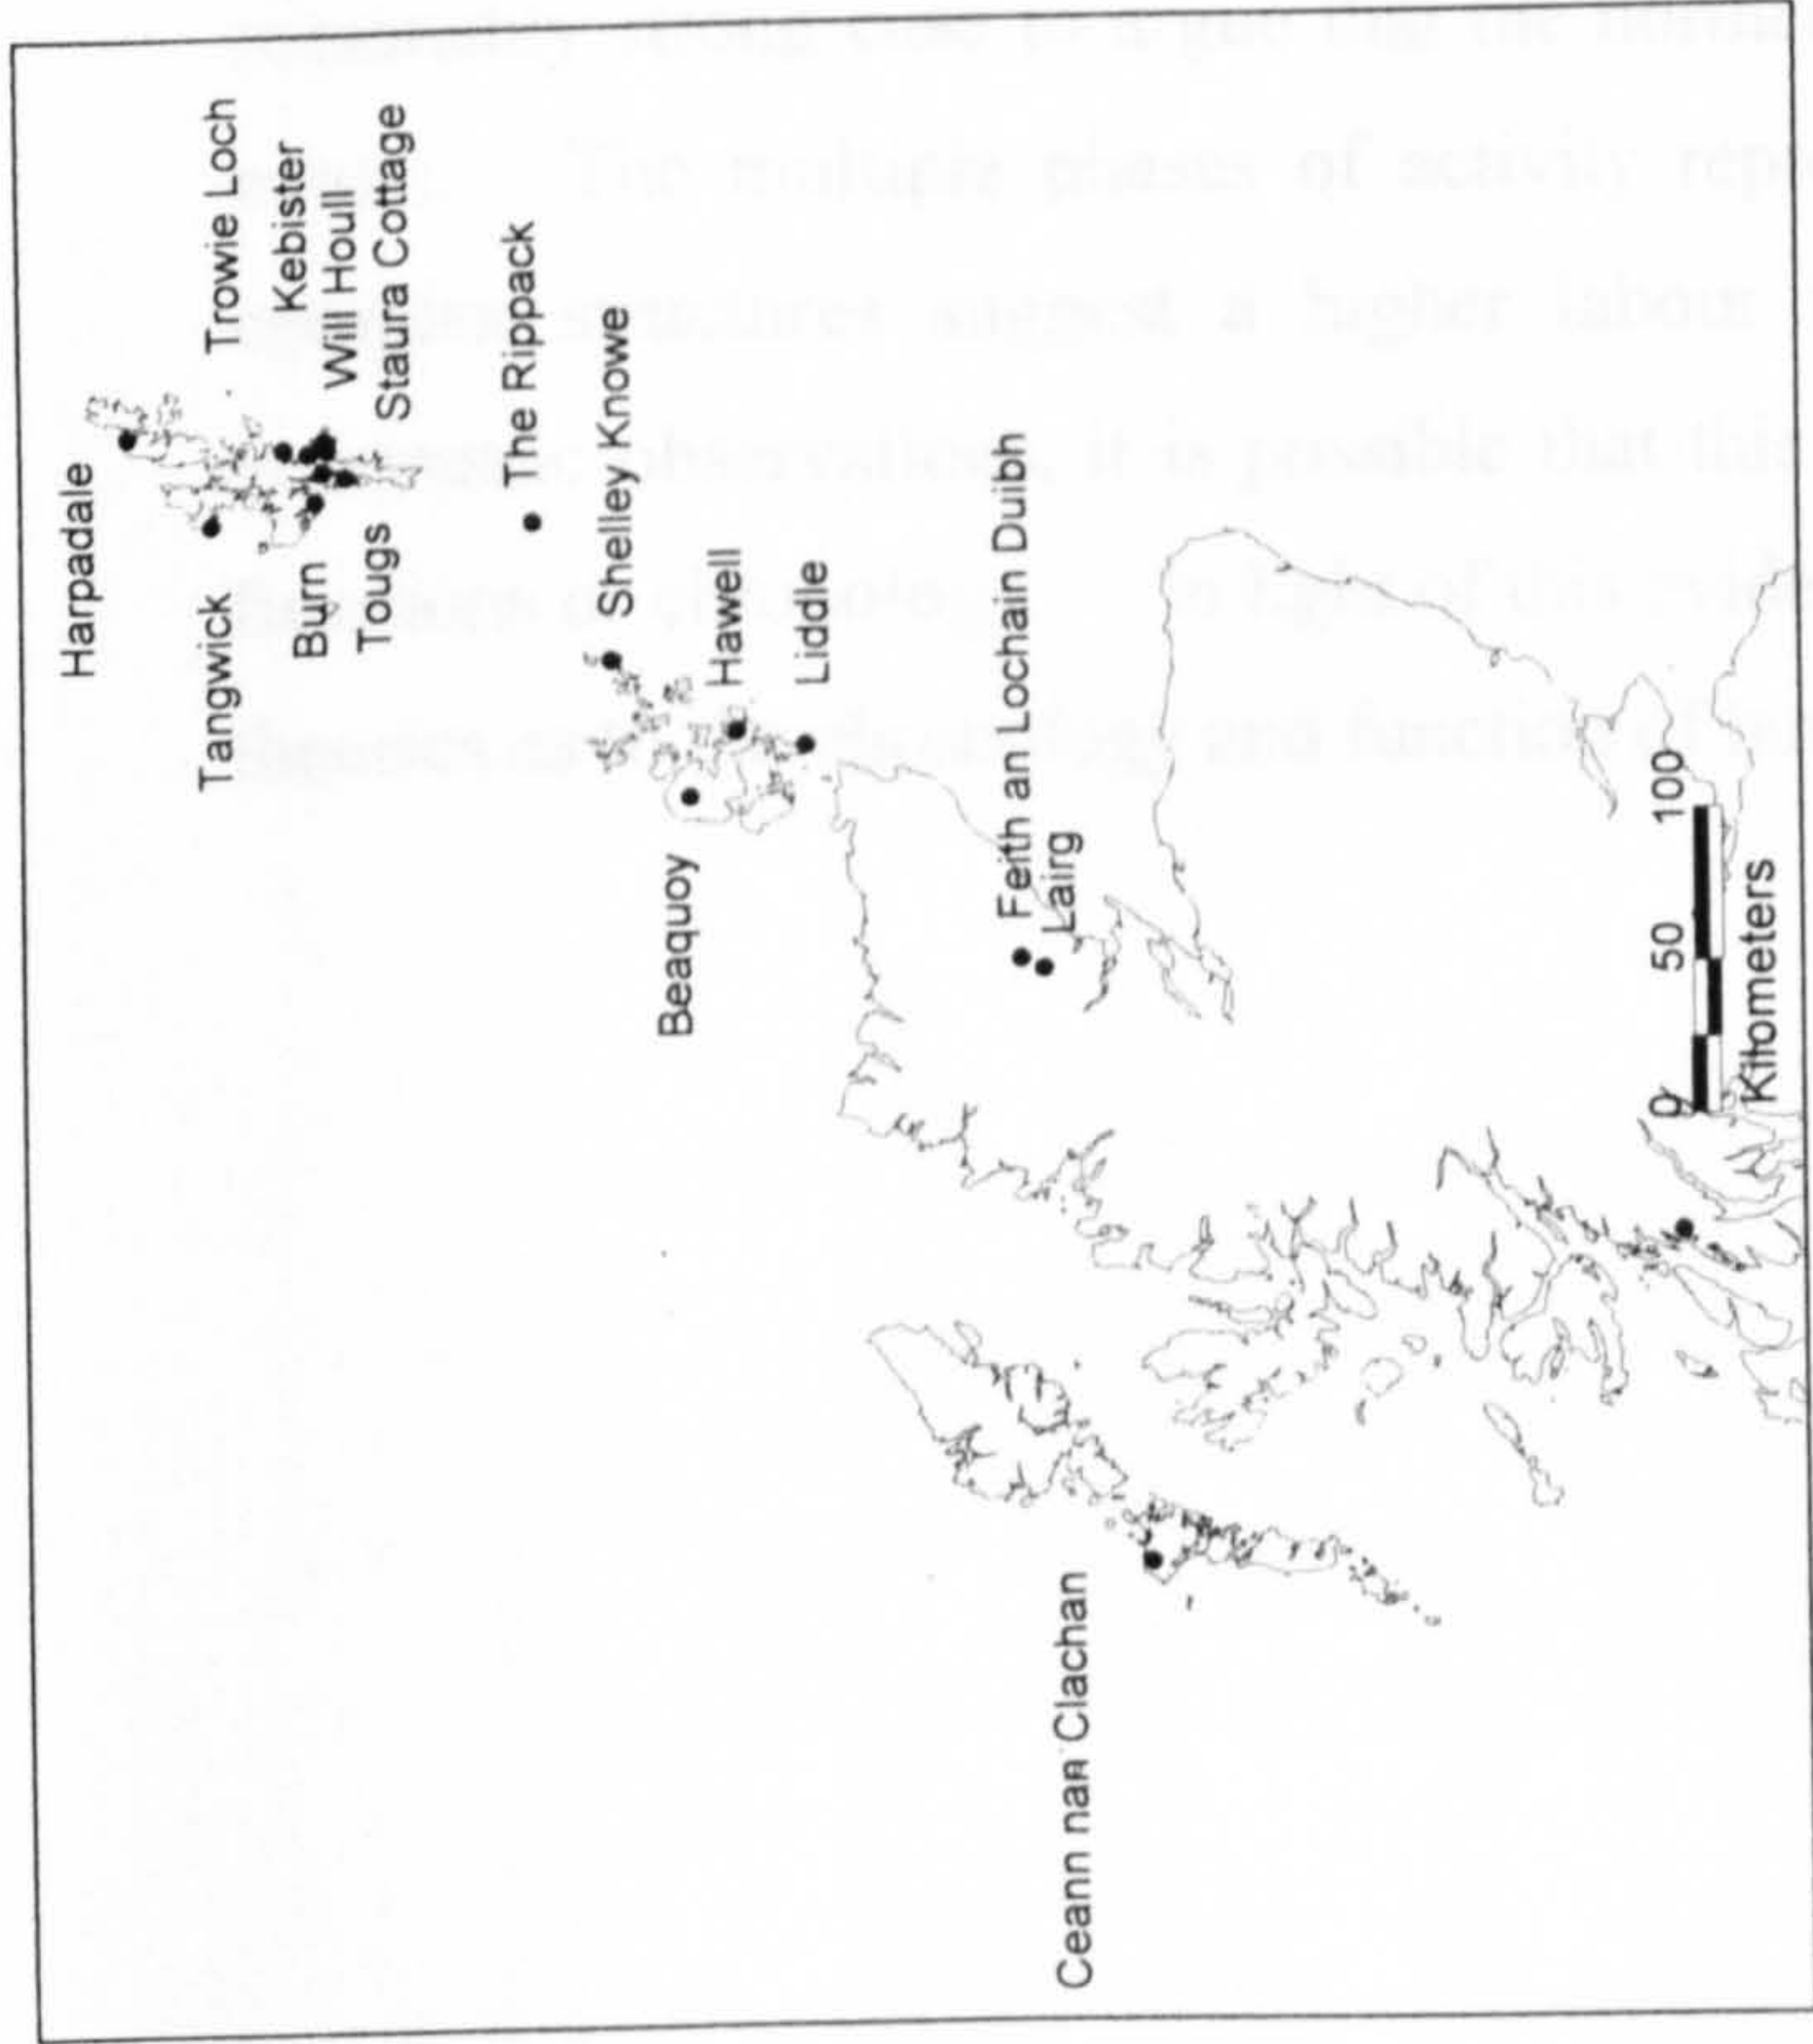 Harpadale
Trowie Loch
Tangwick
Kebister
Burn
Will Houll
Tougs
Staura Cottage
The Rippack
Shelley Knowe
Beaquoy
Hawell
Liddle
Feith an Lochain Duibh
Lairg
Ceann nan Clachan
0 50 100
Kilometers